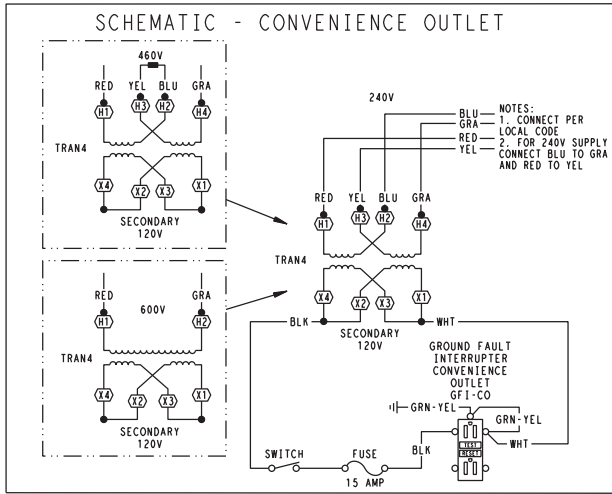 SCHEMATIC - CONVENIENCE OUTLET
460V
RED YEL BLU GRA
H1 H3 H2 H4
TRAN4
X4 X2 X3 X1
SECONDARY
120V
RED GRA
600V
H1 H2
TRAN4
X4 X2 X3 X1
SECONDARY
120V
240V
BLU
GRA
RED
YEL
NOTES:
1. CONNECT PER
LOCAL CODE
2. FOR 240V SUPPLY
CONNECT BLU TO GRA
AND RED TO YEL
RED YEL BLU GRA
H1 H3 H2 H4
TRAN4
X4 X2 X3 X1
BLK
WHT
SECONDARY
120V
GROUND FAULT
INTERRUPTER
CONVENIENCE
OUTLET
GFI-CO
GRN-YEL
GRN-YEL
WHT
TEST
RESET
BLK
SWITCH
FUSE
15 AMP